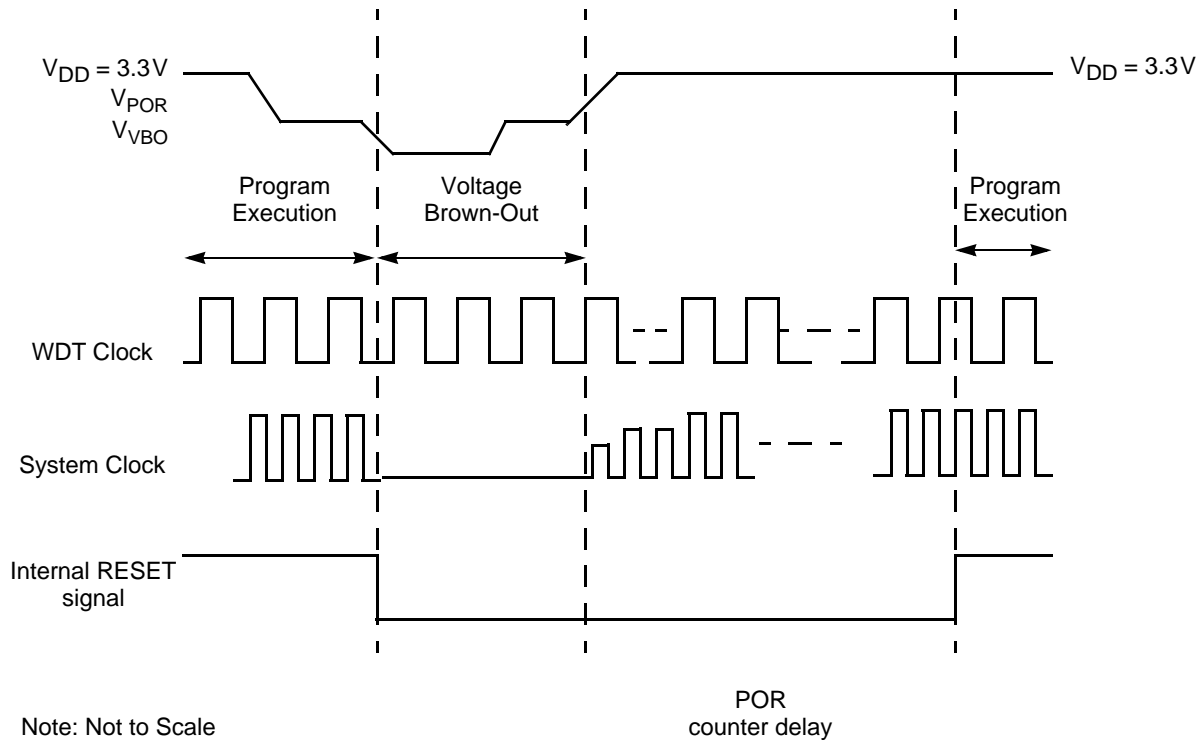 VDD = 3.3V
VPOR
VVBO
VDD = 3.3V
Program
Execution
Voltage
Brown-Out
Program
Execution
WDT Clock
System Clock
Internal RESET
signal
POR
counter delay
Note: Not to Scale